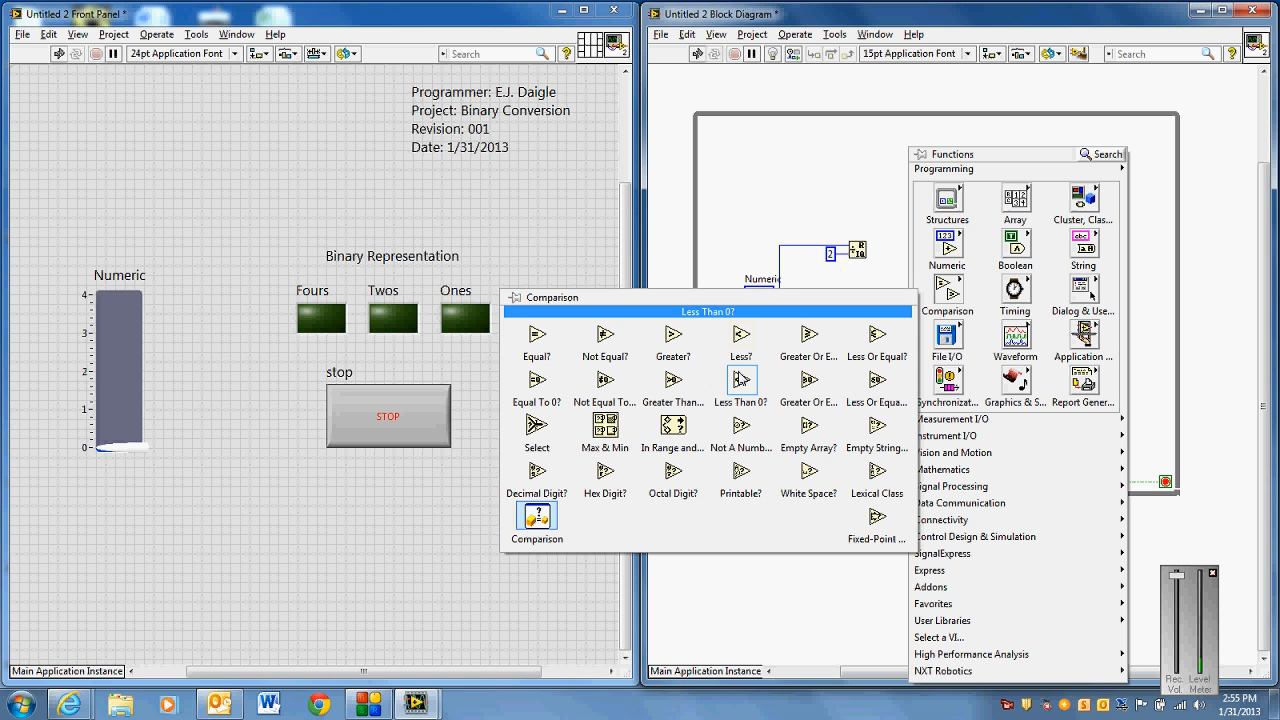 Untitled 2 Front Panel *
File Edit View Project Operate Tools Window Help
24pt Application Font
Search
2
Programmer: E.J. Daigle
Project: Binary Conversion
Revision: 001
Date: 1/31/2013
Binary Representation
Numeric
Fours Twos Ones
4
3
2
1
0
stop
STOP
Main Application Instance
Untitled 2 Block Diagram *
File Edit View Project Operate Tools Window Help
15pt Application Font
Search
2
Numeric
2
R
IQ
Functions
Search
Programming
Structures Array Cluster, Clas...
Numeric Boolean String
Comparison Timing Dialog & Use...
File I/O Waveform Application ...
Synchronizat... Graphics & S... Report Gener...
Measurement I/O
Instrument I/O
Vision and Motion
Mathematics
Signal Processing
Data Communication
Connectivity
Control Design & Simulation
SignalExpress
Express
Addons
Favorites
User Libraries
Select a VI...
High Performance Analysis
NXT Robotics
Comparison
Less Than 0?
Equal? Not Equal? Greater? Less? Greater Or E... Less Or Equal?
Equal To 0? Not Equal To... Greater Than... Less Than 0? Greater Or E... Less Or Equa...
Select Max & Min In Range and... Not A Numb... Empty Array? Empty String...
Decimal Digit? Hex Digit? Octal Digit? Printable? White Space? Lexical Class
Comparison Fixed-Point ...
Main Application Instance
Rec. Vol. Level Meter
2:55 PM
1/31/2013